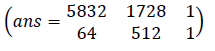 (ans = 5832 1728 1
64 512 1)